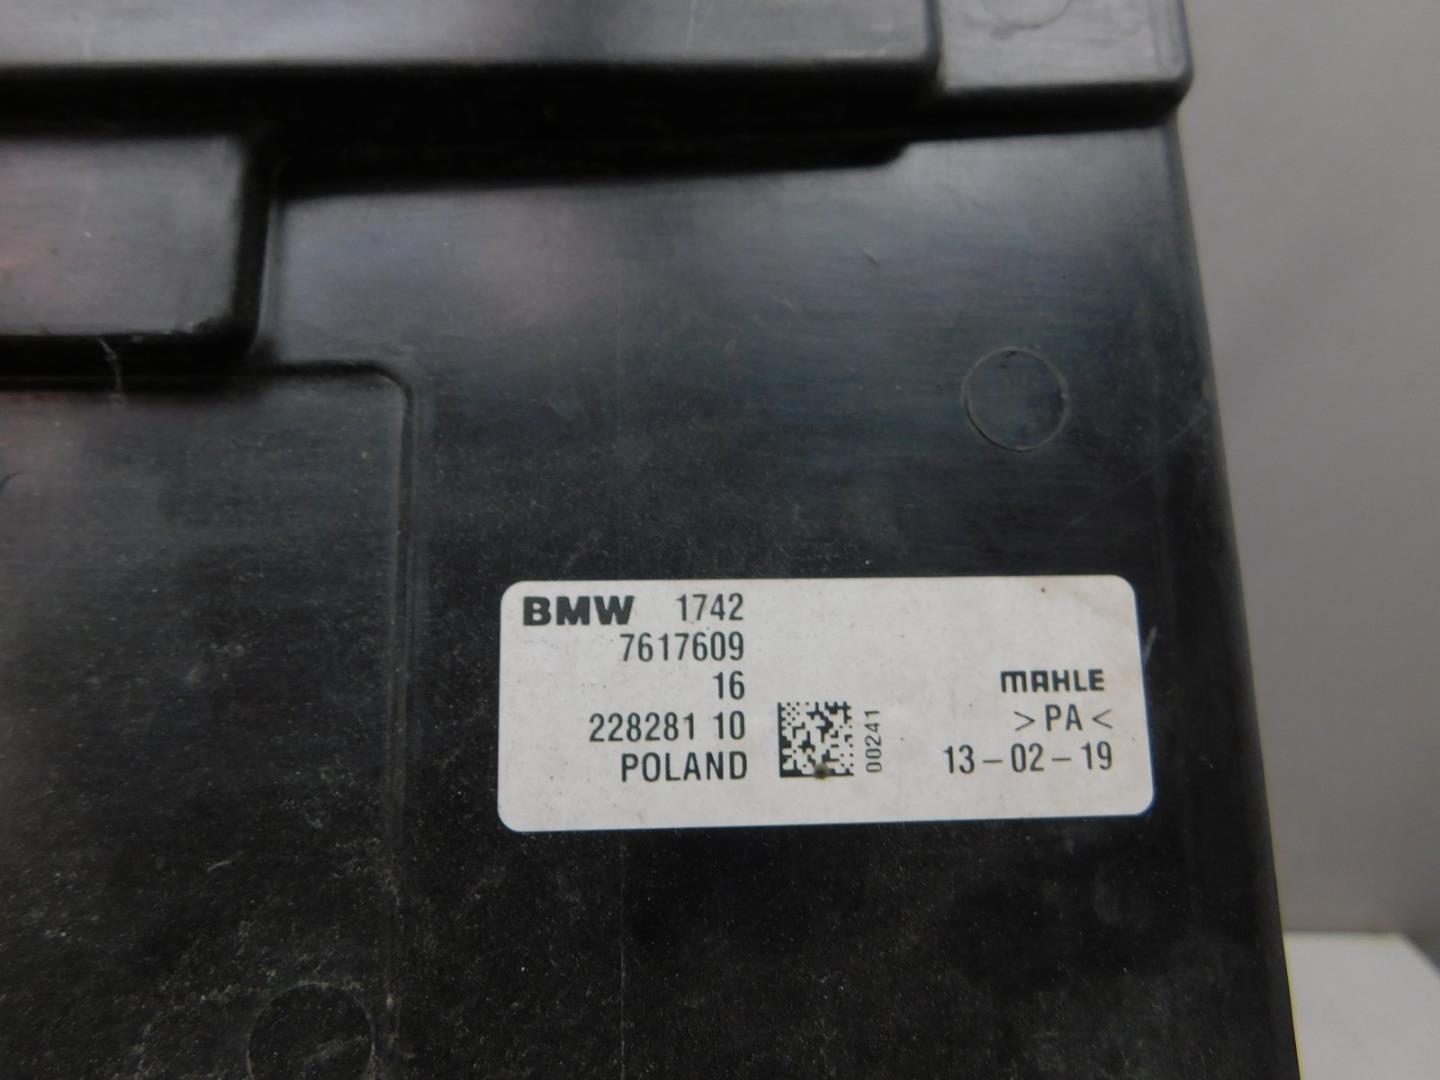 BMW 1742
7617609
16
228281 10
POLAND
00241
MAHLE
>PA<
13-02-19